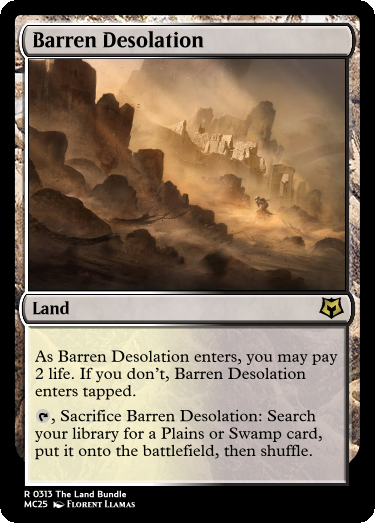 Barren Desolation
Land
As Barren Desolation enters, you may pay
2 life. If you don't, Barren Desolation
enters tapped.
, Sacrifice Barren Desolation: Search
your library for a Plains or Swamp card,
put it onto the battlefield, then shuffle.
R 0313 The Land Bundle
MC25 Florent Llamas